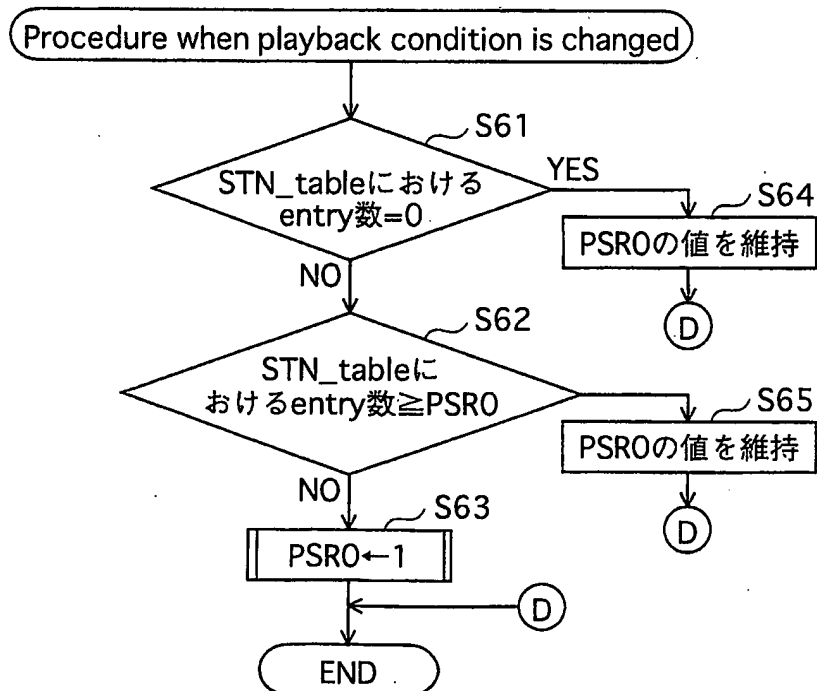 Procedure when playback condition is changed
S61
STN_tableにおける
entry数=0
YES
S64
PSR0の値を維持
D
NO
S62
STN_tableに
おけるentry数≧PSR0
S65
PSR0の値を維持
D
NO
S63
PSR0←1
D
END